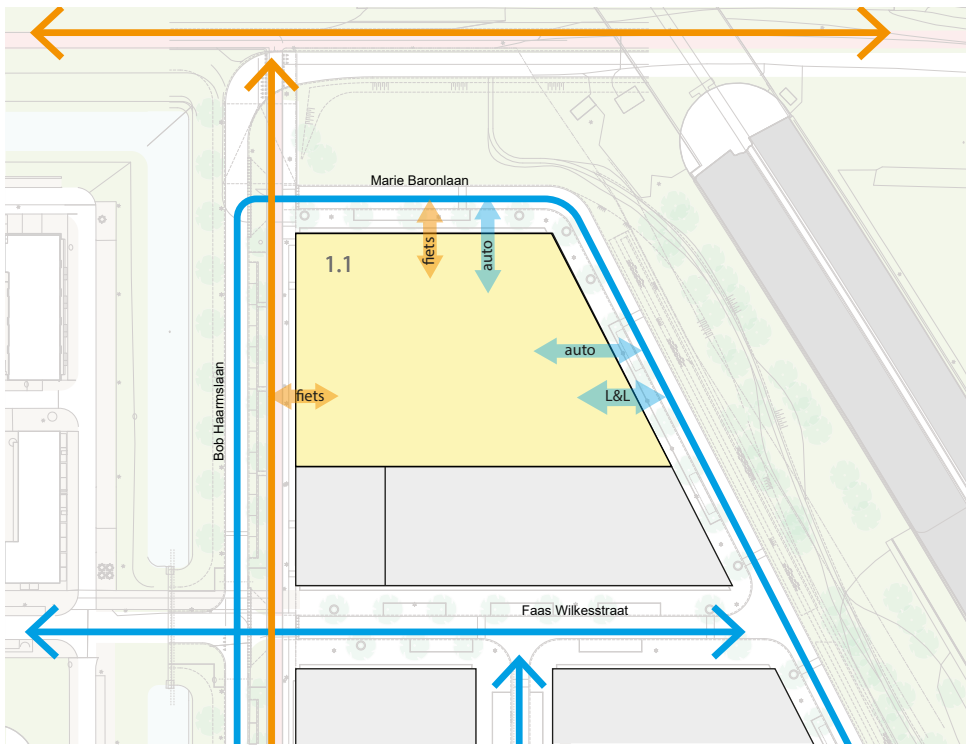 Marie Baronlaan
1.1
fiets
auto
auto
fiets
L&L
Bob Haarmslaan
Faas Wilkesstraat